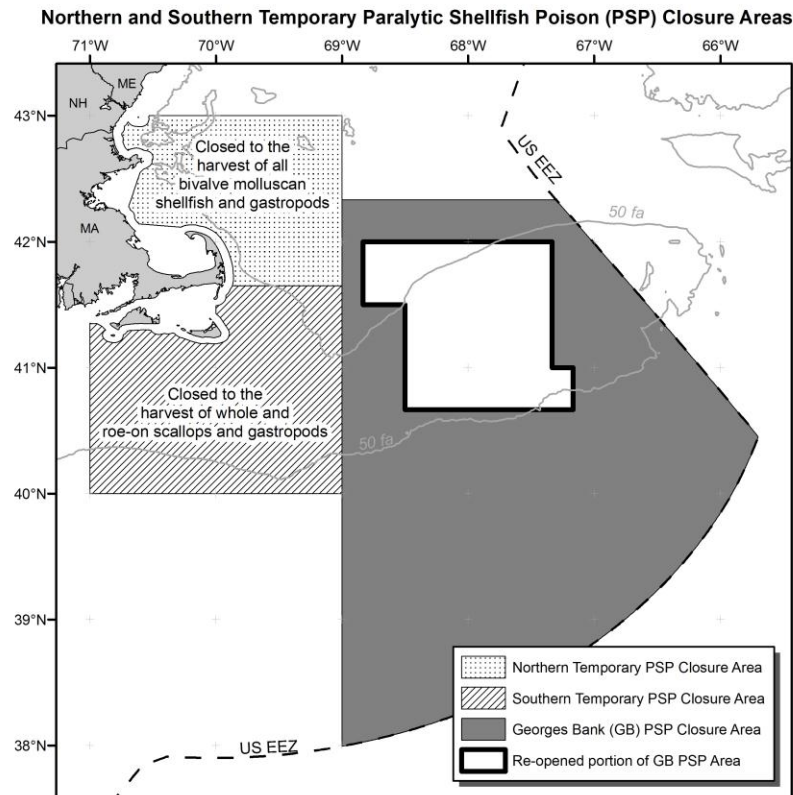 Northern and Southern Temporary Paralytic Shellfish Poison (PSP) Closure Areas
71°W 70°W 69°W 68°W 67°W 66°W
ME
NH
MA
43°N
42°N
41°N
40°N
39°N
38°N
Closed to the
harvest of all
bivalve molluscan
shellfish and gastropods
US EEZ
50 fa
Closed to the
harvest of whole and
roe-on scallops and gastropods
50 fa
US EEZ
Northern Temporary PSP Closure Area
Southern Temporary PSP Closure Area
Georges Bank (GB) PSP Closure Area
Re-opened portion of GB PSP Area